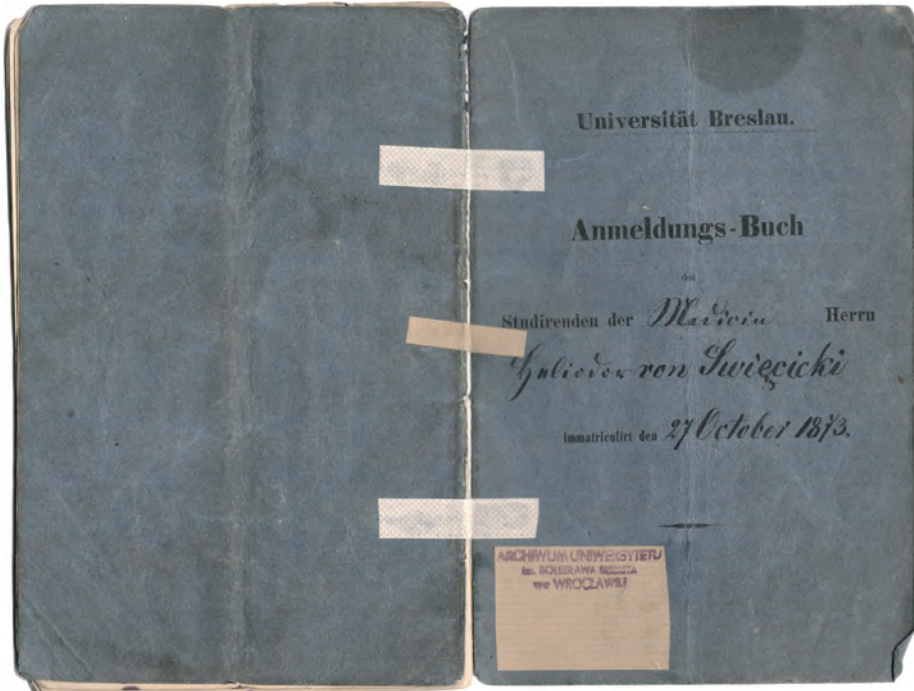 Universität Breslau.
Anmeldungs-Buch
des
Studirenden der Medicin Herrn
Heliodor von Swięcicki
immatriculirt den 27 October 1873.
ARCHIWUM UNIWERSYTETU
im. BOLESŁAWA BIERUTA
we WROCŁAWIU